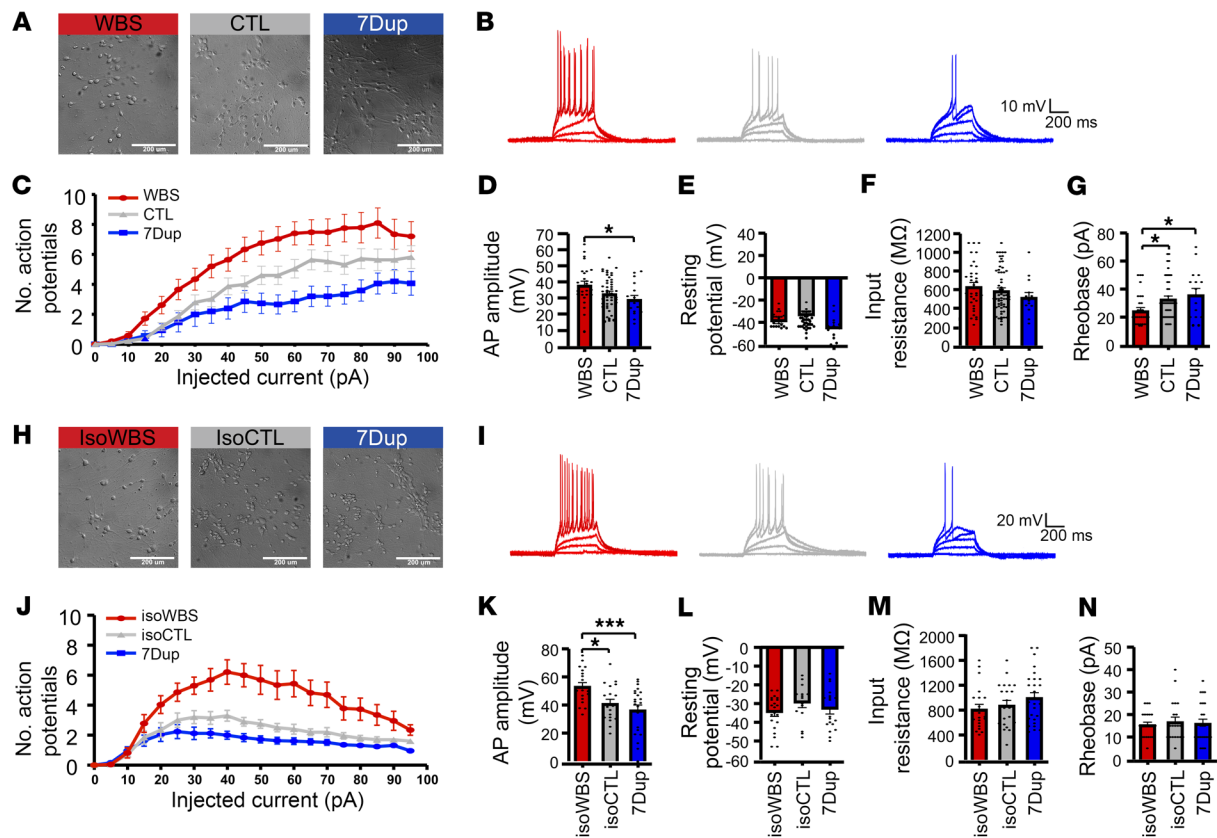 A
WBS
CTL
7Dup
200 um
200 um
200 um
B
10 mV
200 ms
C
WBS
CTL
7Dup
No. action
potentials
10
8
6
4
2
0
0 10 20 30 40 50 60 70 80 90 100
Injected current (pA)
D
*
AP amplitude
(mV)
70
60
50
40
30
20
10
0
WBS
CTL
7Dup
E
Resting
potential (mV)
40
20
0
-20
-40
-60
WBS
CTL
7Dup
F
Input
resistance (MΩ)
1200
1000
800
600
400
200
0
WBS
CTL
7Dup
G
*
*
Rheobase (pA)
80
60
40
20
0
WBS
CTL
7Dup
H
IsoWBS
IsoCTL
7Dup
200 um
200 um
200 um
I
20 mV
200 ms
J
isoWBS
isoCTL
7Dup
No. action
potentials
10
8
6
4
2
0
0 10 20 30 40 50 60 70 80 90 100
Injected current (pA)
K
***
*
AP amplitude
(mV)
80
60
40
20
0
isoWBS
isoCTL
7Dup
L
Resting
potential (mV)
0
-10
-20
-30
-40
-50
-60
isoWBS
isoCTL
7Dup
M
Input
resistance (MΩ)
2000
1600
1200
800
400
0
isoWBS
isoCTL
7Dup
N
Rheobase (pA)
50
40
30
20
10
0
isoWBS
isoCTL
7Dup